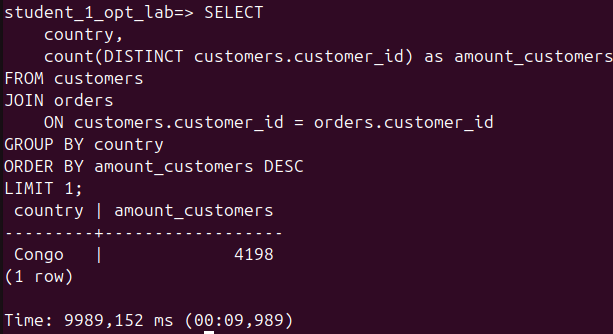 student_1_opt_lab=> SELECT
    country,
    count(DISTINCT customers.customer_id) as amount_customers
FROM customers
JOIN orders
    ON customers.customer_id = orders.customer_id
GROUP BY country
ORDER BY amount_customers DESC
LIMIT 1;
 country | amount_customers
---------+------------------
 Congo   |             4198
(1 row)

Time: 9989,152 ms (00:09,989)